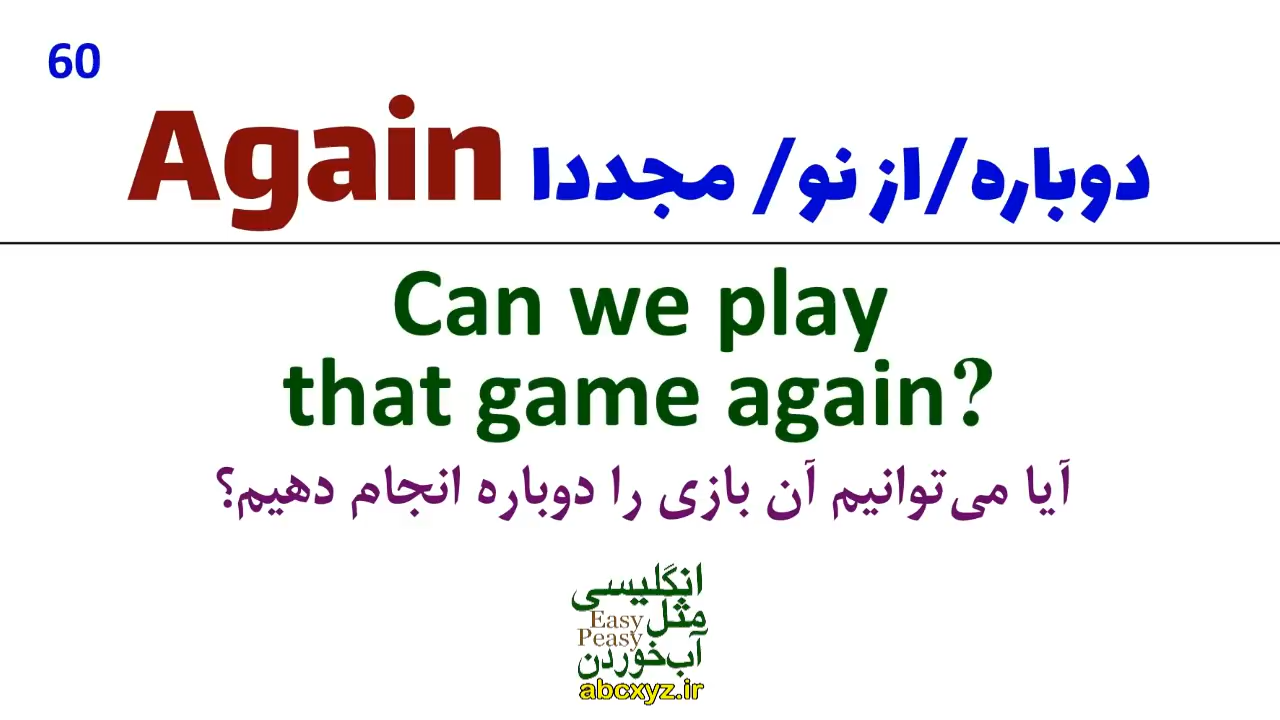 60
Again دوباره/از نو/ مجددا
Can we play
that game again?
آیا می‌توانیم آن بازی را دوباره انجام دهیم؟
انگلیسی
مثل
Easy
Peasy
آب‌خوردن
abcxyz.ir